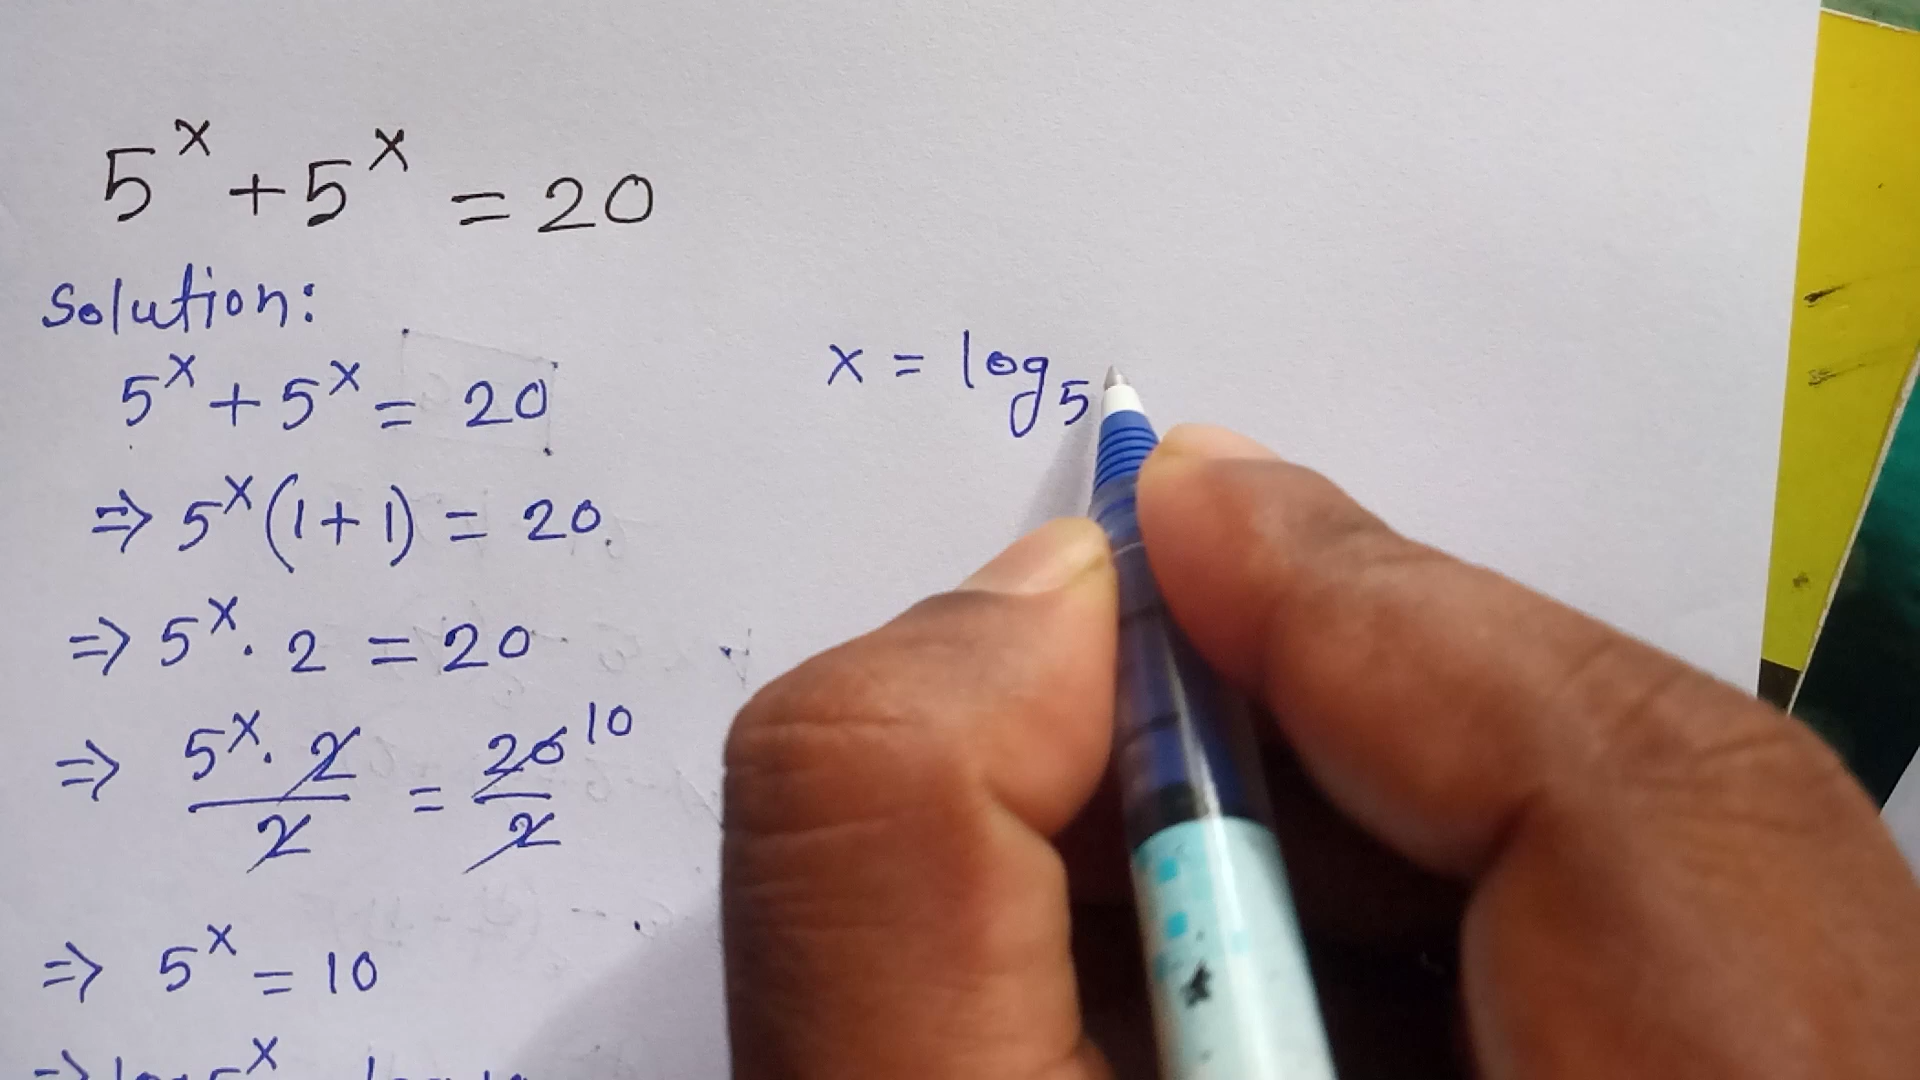 5^x + 5^x = 20
Solution:
5^x + 5^x = 20
⇒ 5^x (1 + 1) = 20.
⇒ 5^x . 2 = 20
⇒ 5^x . 2 / 2 = 20 / 2 10
⇒ 5^x = 10
x = log_5